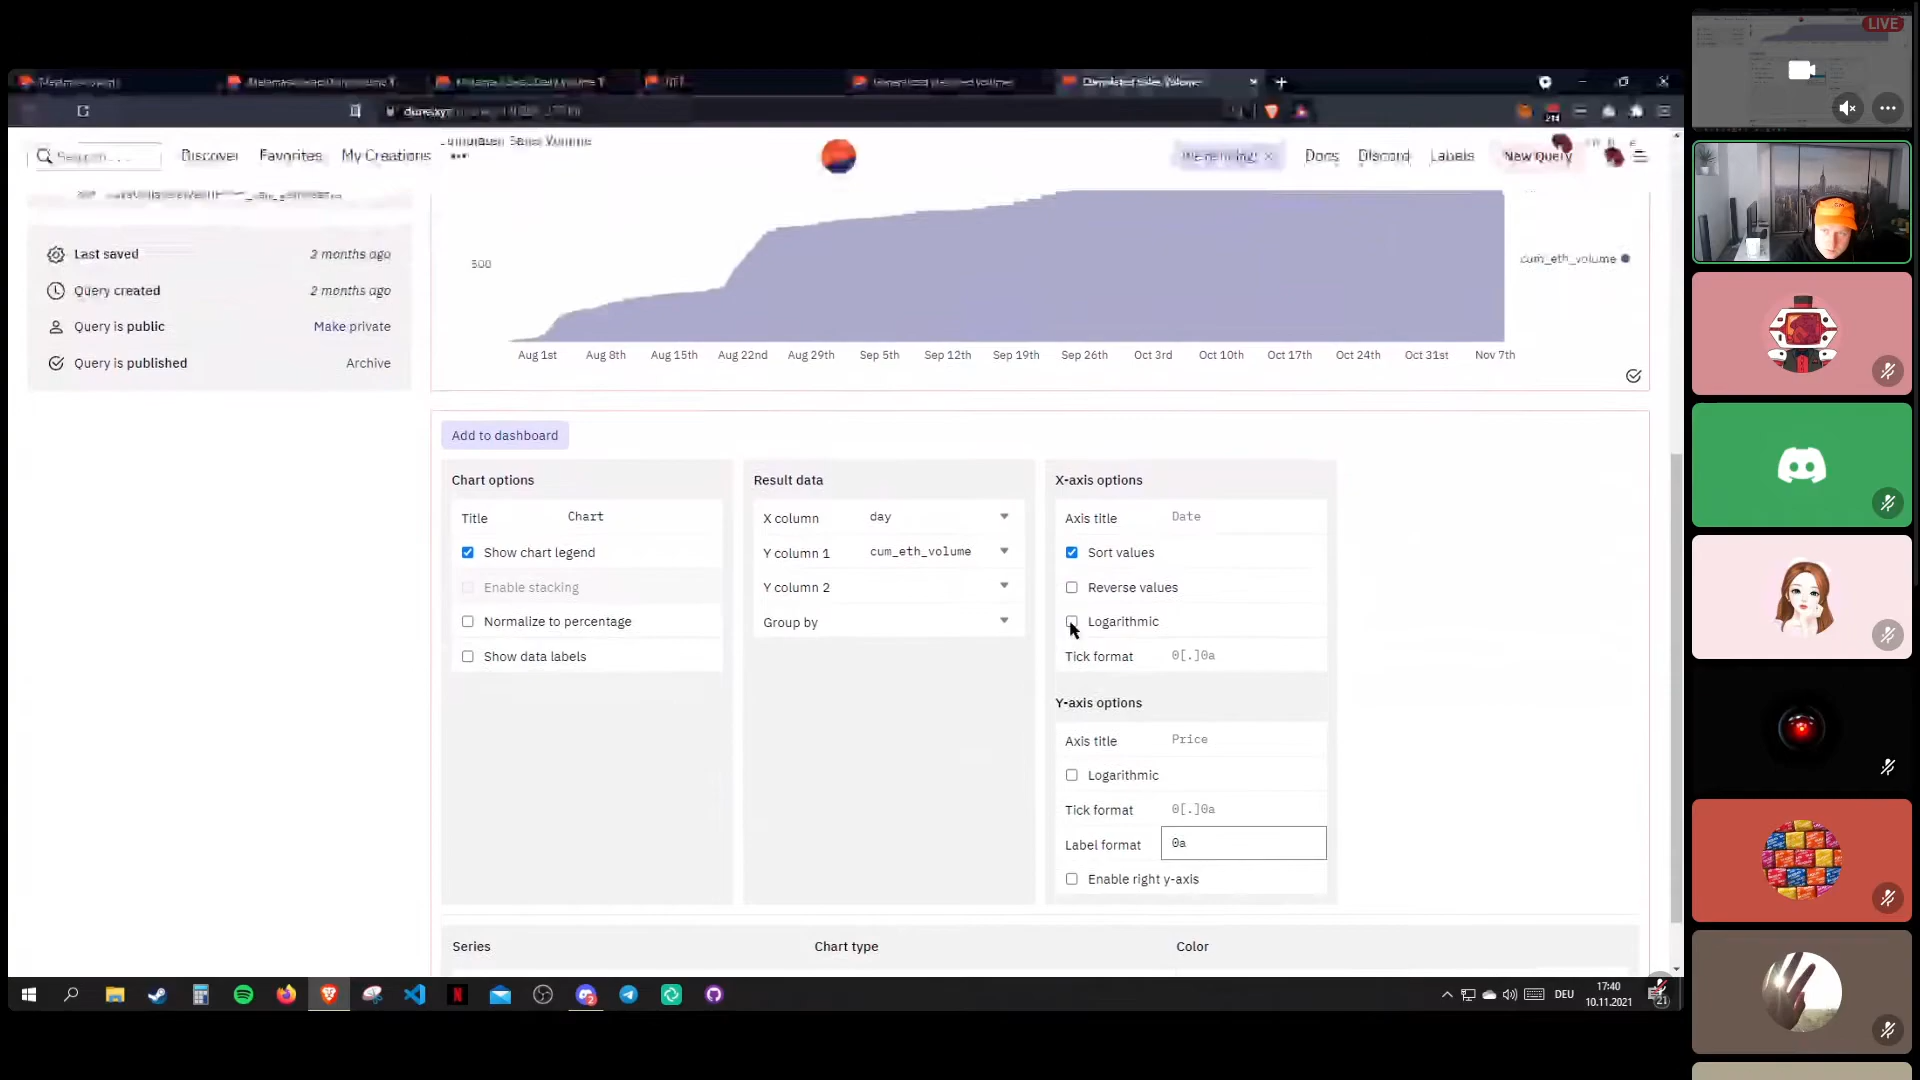 LIVE
Cumulated Sales Volume
214
Discover
Favorites
My Creations
Docs
Discord
Labels
New Query
Last saved
2 months ago
Query created
2 months ago
Query is public
Make private
Query is published
Archive
500
cum_eth_volume
Aug 1st
Aug 8th
Aug 15th
Aug 22nd
Aug 29th
Sep 5th
Sep 12th
Sep 19th
Sep 26th
Oct 3rd
Oct 10th
Oct 17th
Oct 24th
Oct 31st
Nov 7th
Add to dashboard
Chart options
Title
Chart
Show chart legend
Enable stacking
Normalize to percentage
Show data labels
Result data
X column
day
Y column 1
cum_eth_volume
Y column 2
Group by
X-axis options
Axis title
Date
Sort values
Reverse values
Logarithmic
Tick format
0[.]0a
Y-axis options
Axis title
Price
Logarithmic
Tick format
0[.]0a
Label format
0a
Enable right y-axis
Series
Chart type
Color
DEU
17:40
10.11.2021
21